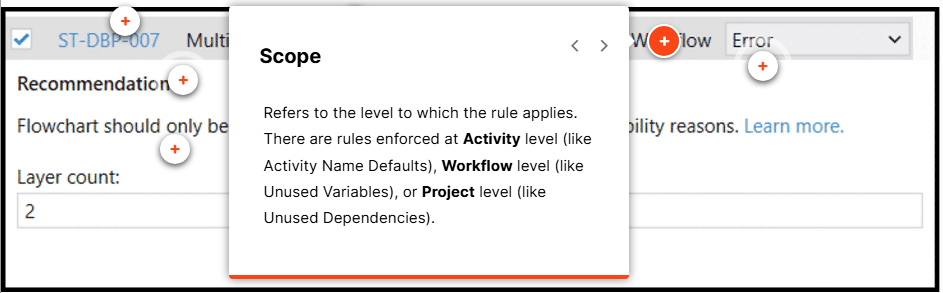 ST-DBP-007 Multi Workflow Error
Scope
Recommendation
Refers to the level to which the rule applies.
There are rules enforced at Activity level (like
Activity Name Defaults), Workflow level (like
Unused Variables), or Project level (like
Unused Dependencies).
Flowchart should only be bility reasons. Learn more.
Layer count:
2